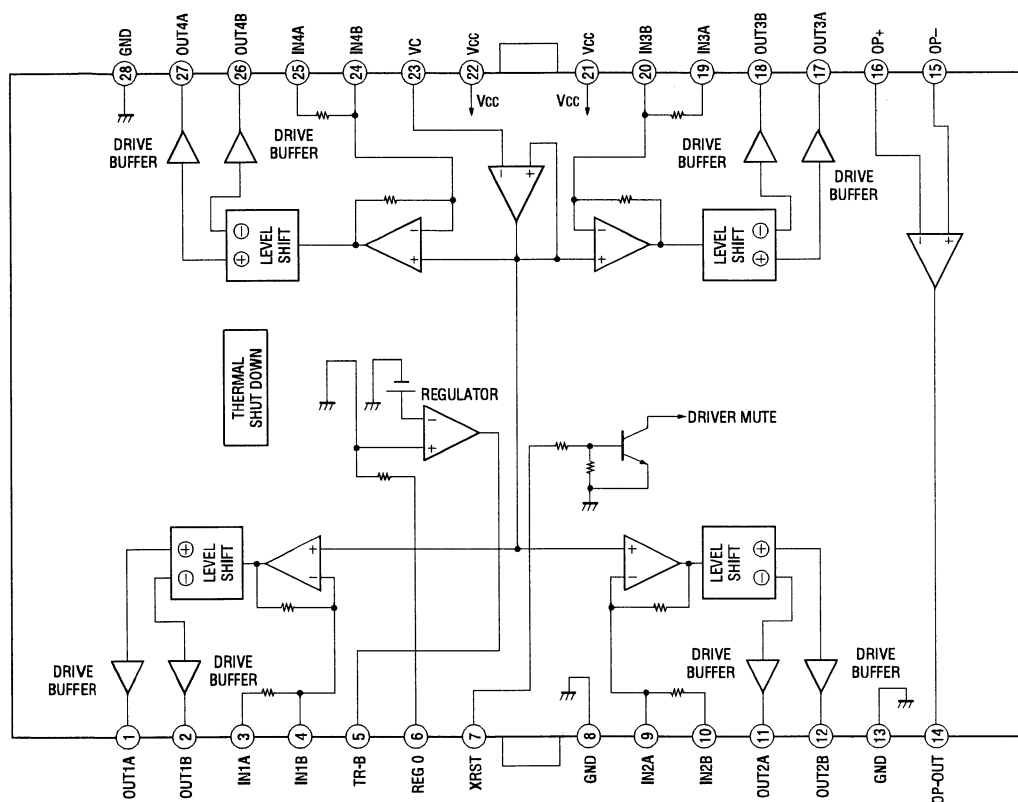 GND
OUT4A
OUT4B
IN4A
IN4B
VC
Vcc
Vcc
IN3B
IN3A
OUT3B
OUT3A
OP+
OP−
28
27
26
25
24
23
22
21
20
19
18
17
16
15
Vcc
Vcc
DRIVE
BUFFER
DRIVE
BUFFER
DRIVE
BUFFER
DRIVE
BUFFER
−
+
−
+
−
+
−
+
LEVEL
SHIFT
−
+
LEVEL
SHIFT
−
+
THERMAL
SHUT DOWN
REGULATOR
−
+
DRIVER MUTE
+
−
LEVEL
SHIFT
+
−
+
−
LEVEL
SHIFT
+
−
DRIVE
BUFFER
DRIVE
BUFFER
DRIVE
BUFFER
DRIVE
BUFFER
1
2
3
4
5
6
7
8
9
10
11
12
13
14
OUT1A
OUT1B
IN1A
IN1B
TR-B
REG 0
XRST
GND
IN2A
IN2B
OUT2A
OUT2B
GND
OP-OUT